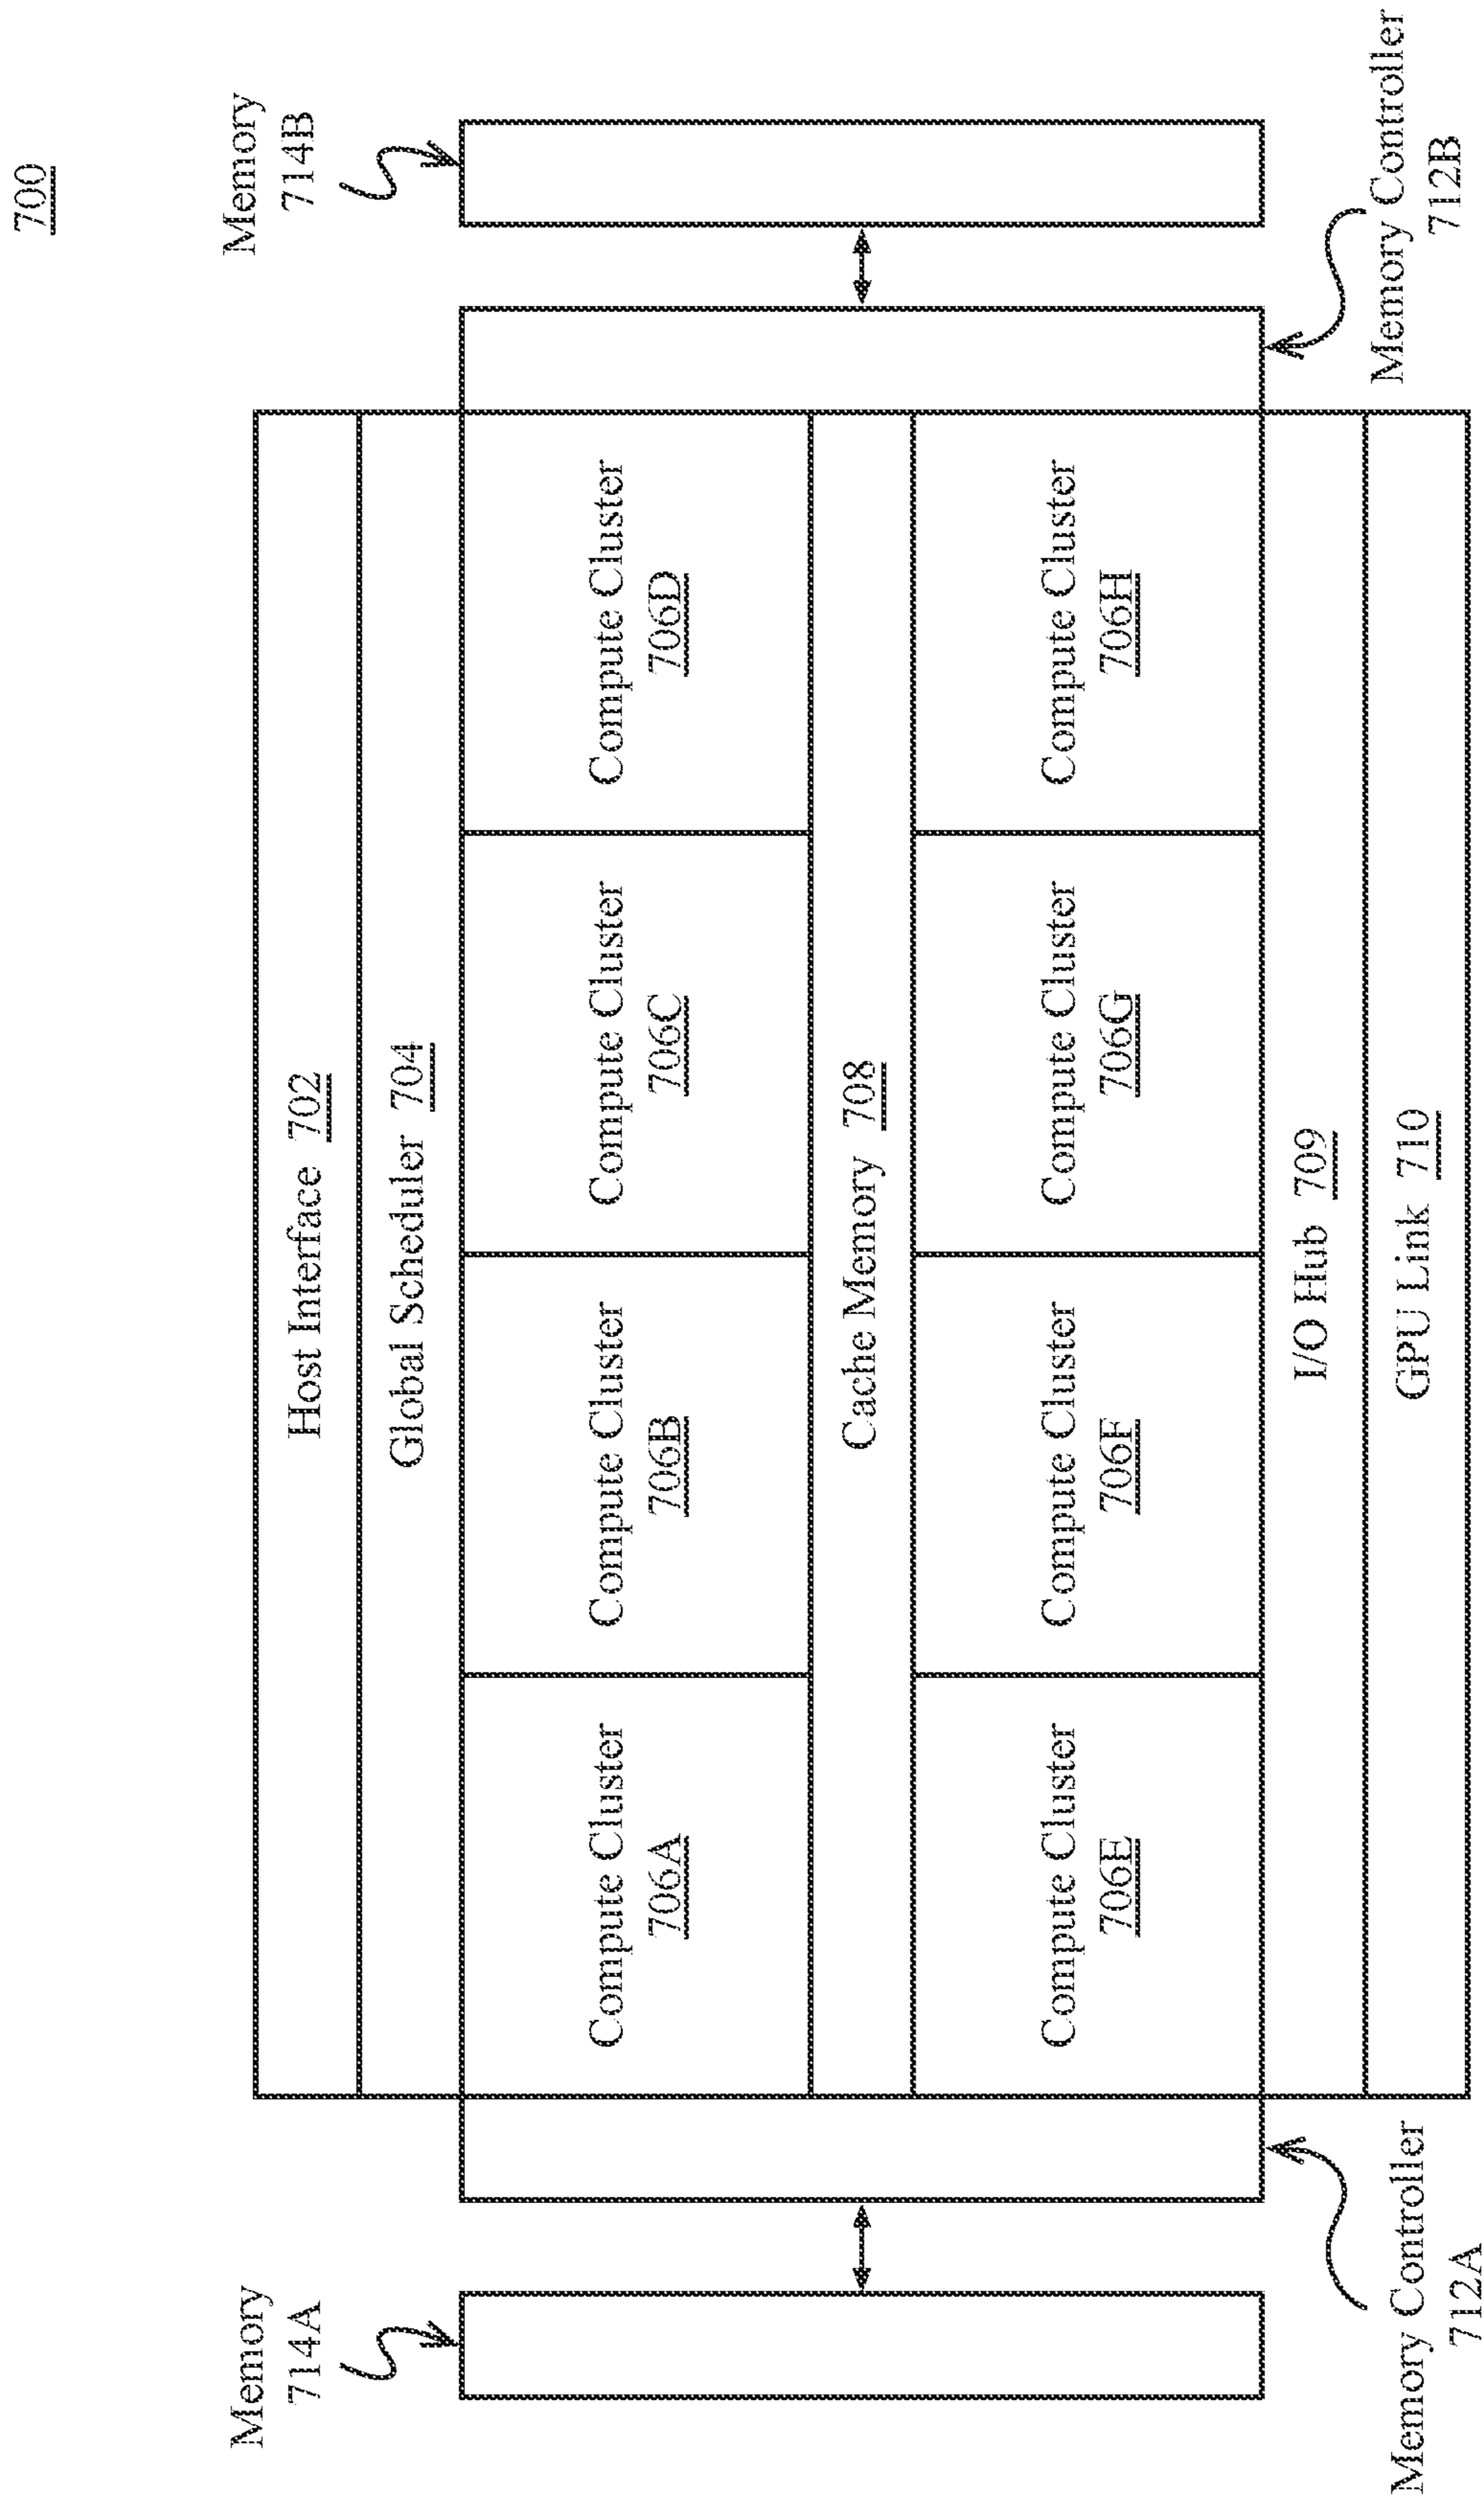 700
Memory
714B
Host Interface 702
Global Scheduler 704
Compute Cluster
706A
Compute Cluster
706B
Compute Cluster
706C
Compute Cluster
706D
Cache Memory 708
Compute Cluster
706E
Compute Cluster
706F
Compute Cluster
706G
Compute Cluster
706H
I/O Hub 709
GPU Link 710
Memory
714A
Memory Controller
712A
Memory Controller
712B